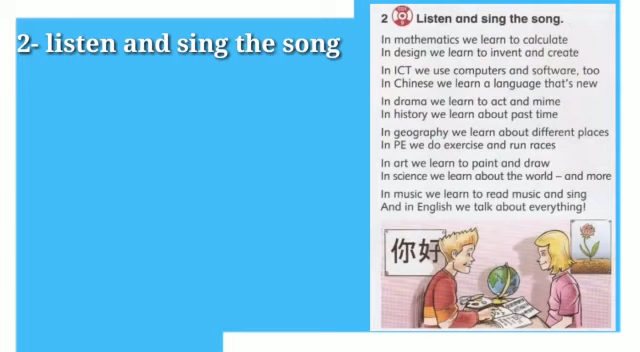 2- listen and sing the song
2 Listen and sing the song.
In mathematics we learn to calculate
In design we learn to invent and create
In ICT we use computers and software, too
In Chinese we learn a language that's new
In drama we learn to act and mime
In history we learn about past time
In geography we learn about different places
In PE we do exercise and run races
In art we learn to paint and draw
In science we learn about the world – and more
In music we learn to read music and sing
And in English we talk about everything!
你好